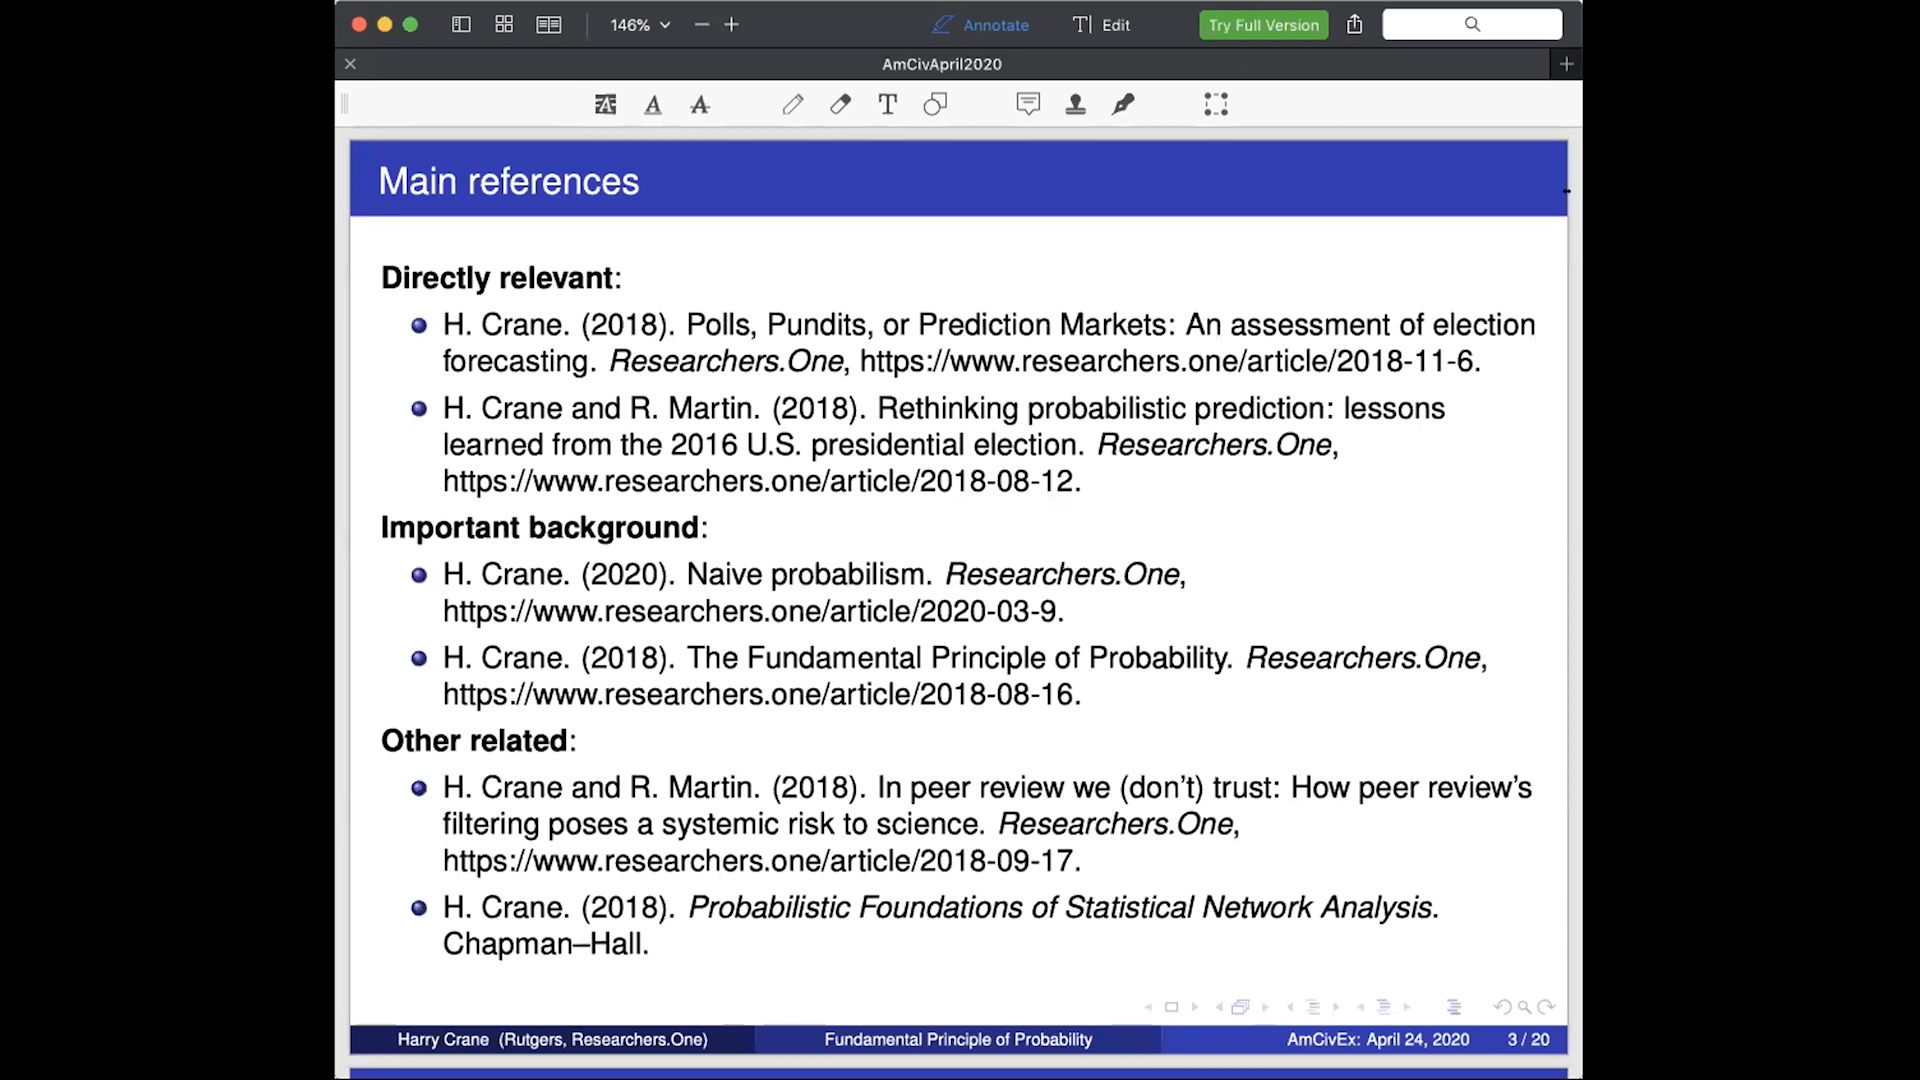 146%
Annotate
Edit
Try Full Version
AmCivApril2020
Main references
Directly relevant:
H. Crane. (2018). Polls, Pundits, or Prediction Markets: An assessment of election
forecasting. Researchers.One, https://www.researchers.one/article/2018-11-6.
H. Crane and R. Martin. (2018). Rethinking probabilistic prediction: lessons
learned from the 2016 U.S. presidential election. Researchers.One,
https://www.researchers.one/article/2018-08-12.
Important background:
H. Crane. (2020). Naive probabilism. Researchers.One,
https://www.researchers.one/article/2020-03-9.
H. Crane. (2018). The Fundamental Principle of Probability. Researchers.One,
https://www.researchers.one/article/2018-08-16.
Other related:
H. Crane and R. Martin. (2018). In peer review we (don't) trust: How peer review's
filtering poses a systemic risk to science. Researchers.One,
https://www.researchers.one/article/2018-09-17.
H. Crane. (2018). Probabilistic Foundations of Statistical Network Analysis.
Chapman–Hall.
Harry Crane (Rutgers, Researchers.One)
Fundamental Principle of Probability
AmCivEx: April 24, 2020
3 / 20